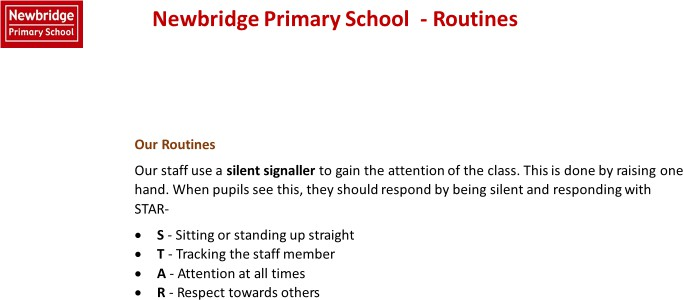 Newbridge
Primary School
Newbridge Primary School - Routines
Our Routines
Our staff use a silent signaller to gain the attention of the class. This is done by raising one
hand. When pupils see this, they should respond by being silent and responding with
STAR-
• S - Sitting or standing up straight
• T - Tracking the staff member
• A - Attention at all times
• R - Respect towards others